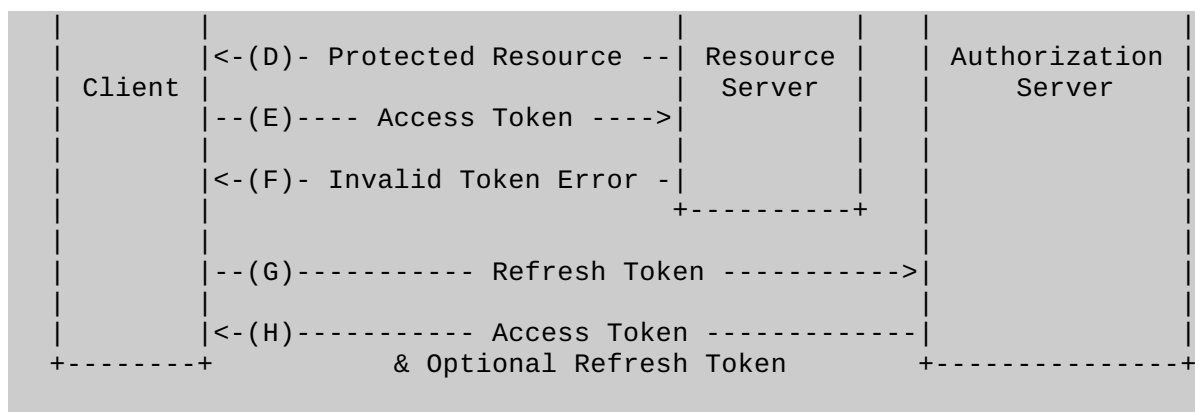 |        |                            |          |   |               |
|        |<-(D)- Protected Resource --| Resource |   | Authorization |
| Client |                            |  Server  |   |     Server    |
|        |--(E)---- Access Token ---->|          |   |               |
|        |                            |          |   |               |
|        |<-(F)- Invalid Token Error -|          |   |               |
|        |                            +----------+   |               |
|        |                                           |               |
|        |--(G)----------- Refresh Token ----------->|               |
|        |                                           |               |
|        |<-(H)----------- Access Token -------------|               |
+--------+           & Optional Refresh Token        +---------------+